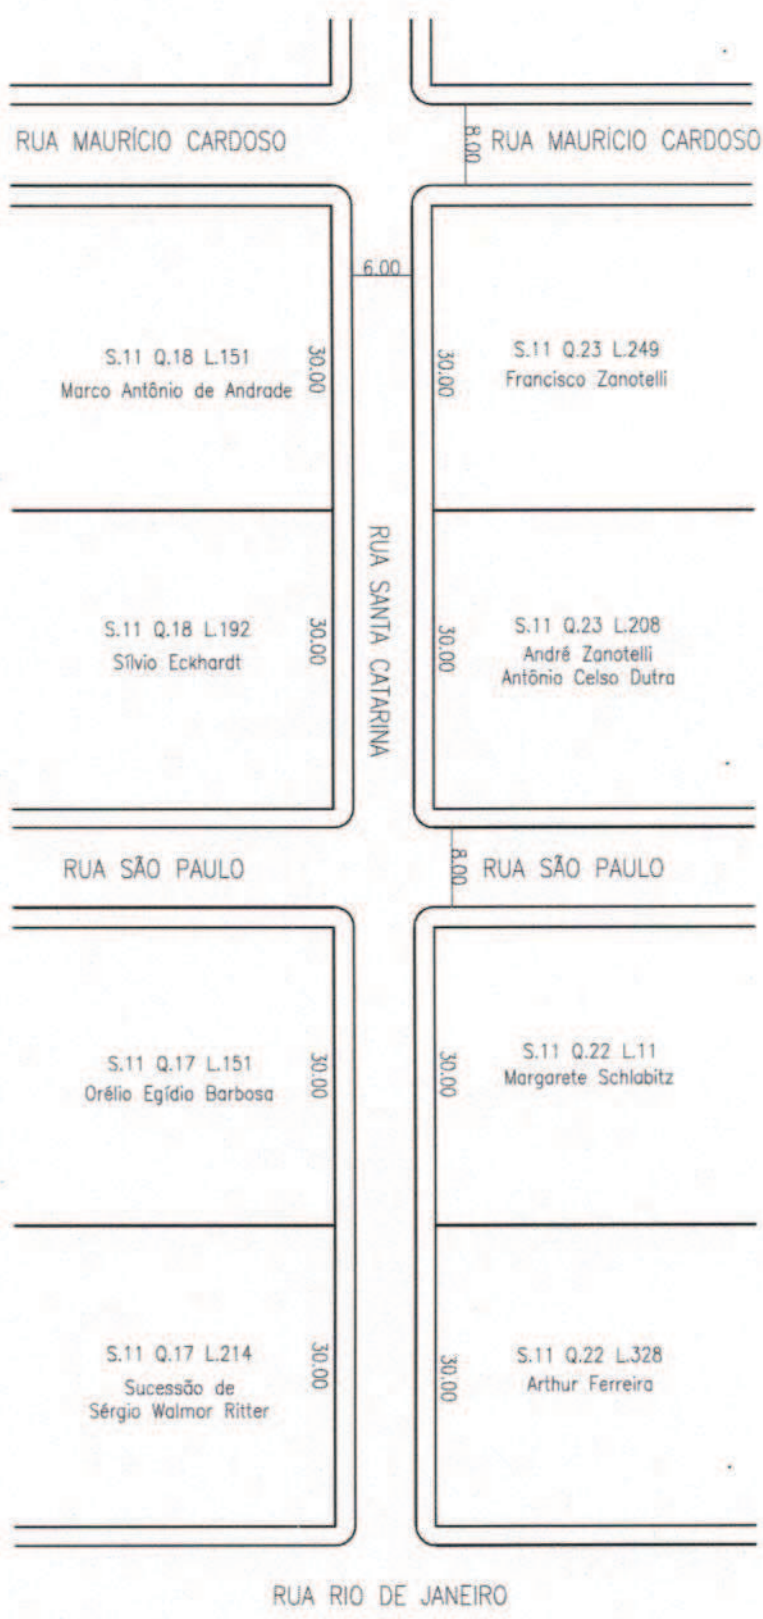 RUA MAURÍCIO CARDOSO
8.00
RUA MAURÍCIO CARDOSO
6.00
S.11 Q.18 L.151
Marco Antônio de Andrade
30.00
30.00
S.11 Q.23 L.249
Francisco Zanotelli
RUA SANTA CATARINA
S.11 Q.18 L.192
Sílvio Eckhardt
30.00
30.00
S.11 Q.23 L.208
André Zanotelli
Antônio Celso Dutra
RUA SÃO PAULO
8.00
RUA SÃO PAULO
S.11 Q.17 L.151
Orélio Egídio Barbosa
30.00
30.00
S.11 Q.22 L.11
Margarete Schlabitz
S.11 Q.17 L.214
Sucessão de
Sérgio Walmor Ritter
30.00
30.00
S.11 Q.22 L.328
Arthur Ferreira
RUA RIO DE JANEIRO